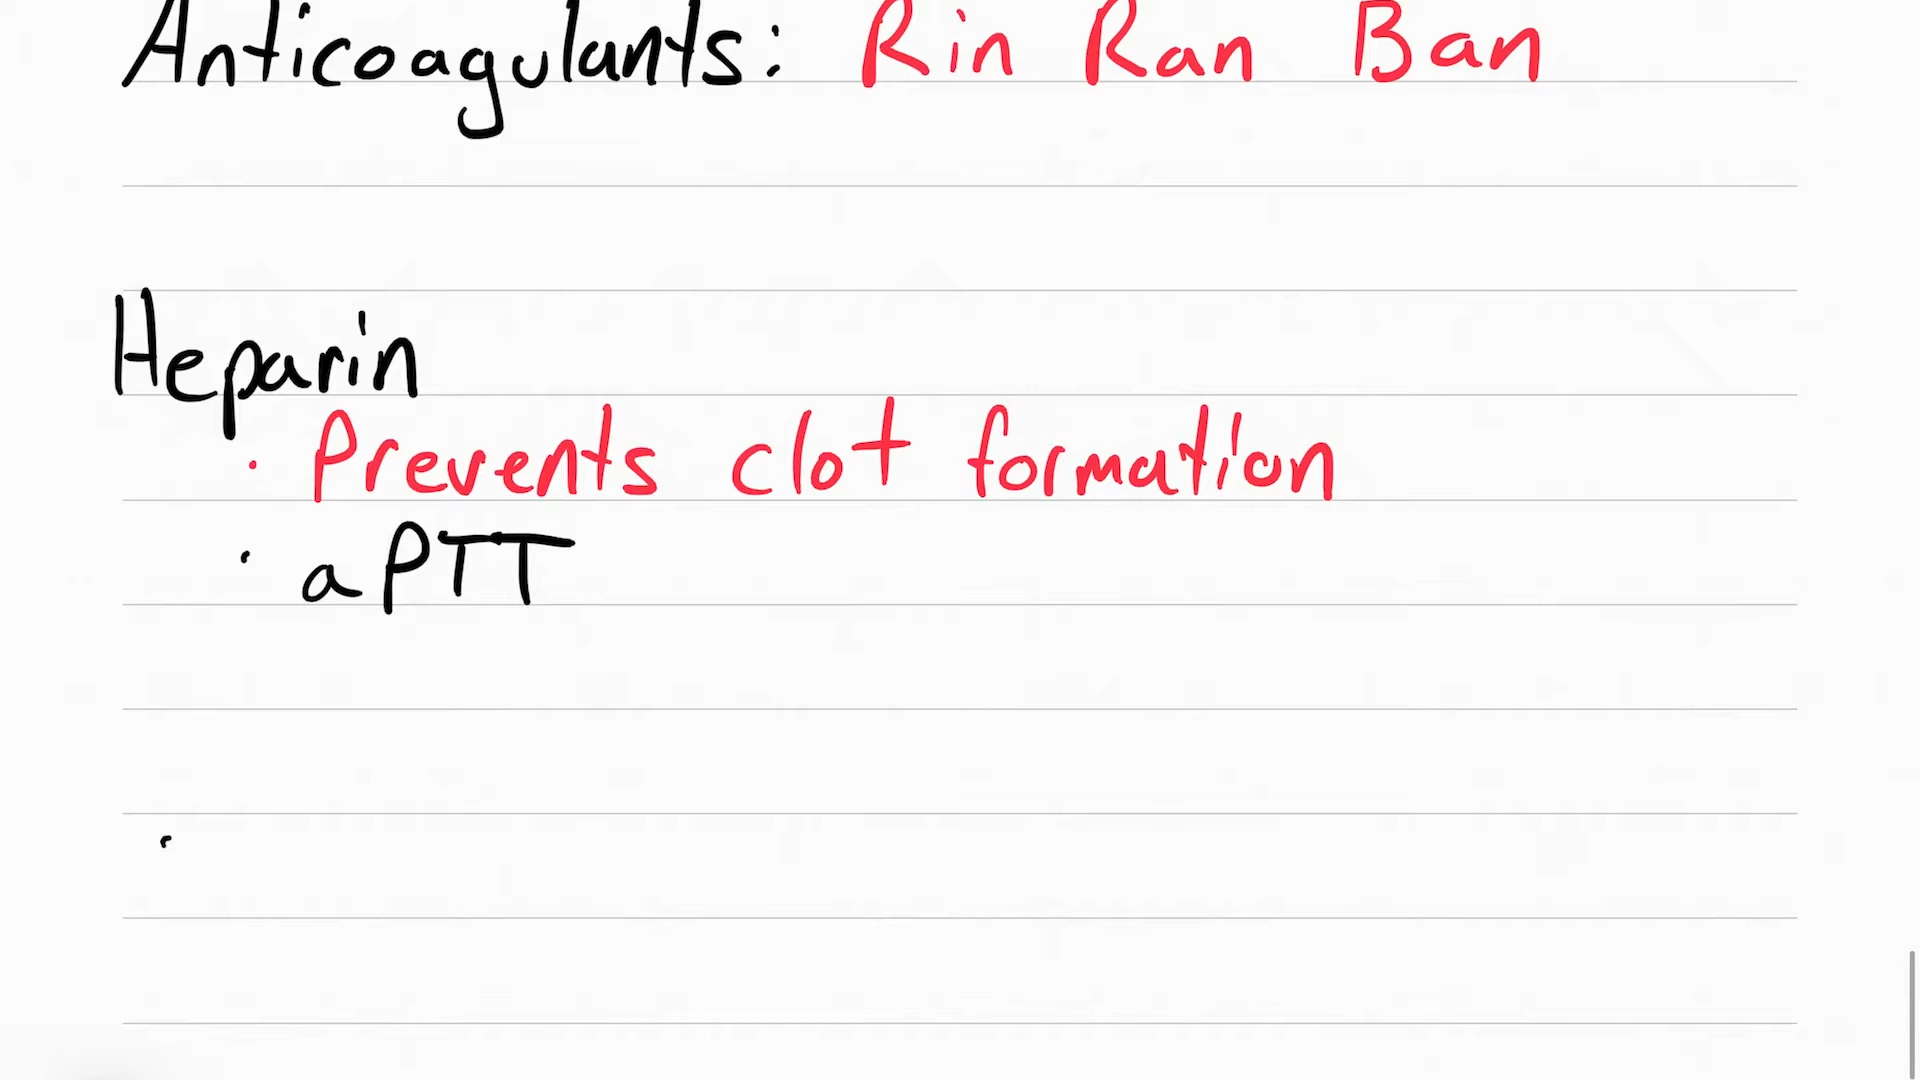 Anticoagulants: Rin Ran Ban
Heparin
· Prevents clot formation
· aPTT